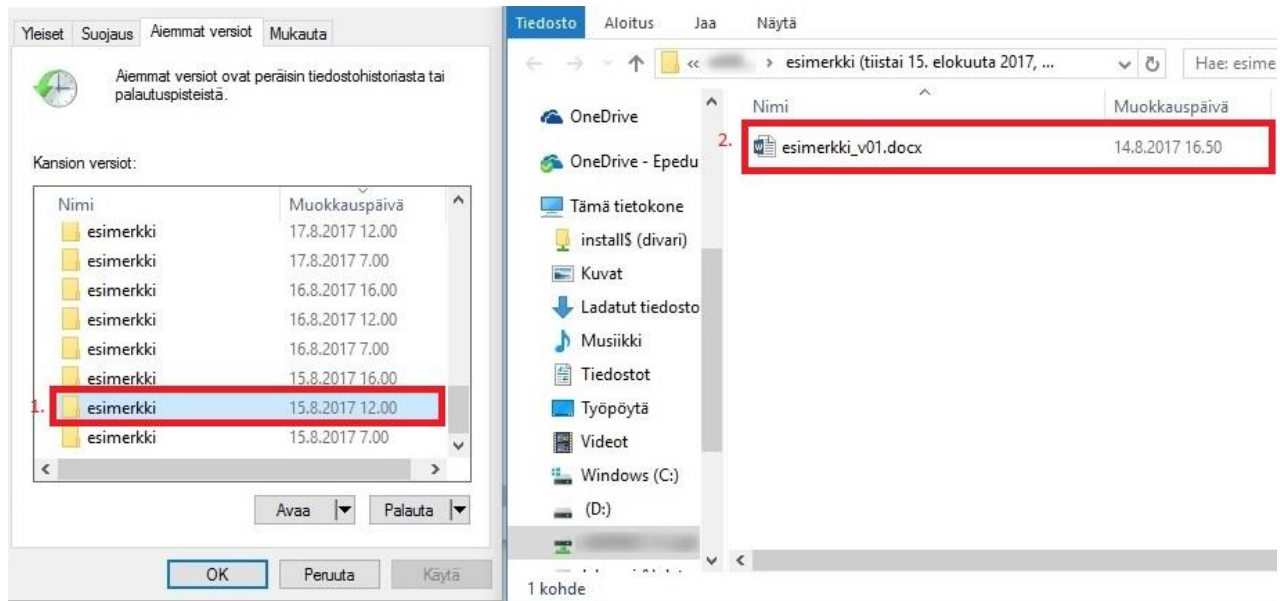 Yleiset Suojaus Aiemmat versiot Mukauta
Aiemmat versiot ovat peräisin tiedostohistoriasta tai
palautuspisteistä.
Kansion versiot:
Nimi Muokkauspäivä
esimerkki 17.8.2017 12.00
esimerkki 17.8.2017 7.00
esimerkki 16.8.2017 16.00
esimerkki 16.8.2017 12.00
esimerkki 16.8.2017 7.00
esimerkki 15.8.2017 16.00
1. esimerkki 15.8.2017 12.00
esimerkki 15.8.2017 7.00
Avaa Palauta
OK Peruuta Käytä
Tiedosto Aloitus Jaa Näytä
« esimerkki (tiistai 15. elokuuta 2017, ... Hae: esime
OneDrive
OneDrive - Epedu
Tämä tietokone
install$ (divari)
Kuvat
Ladatut tiedosto
Musiikki
Tiedostot
Työpöytä
Videot
Windows (C:)
(D:)
Nimi Muokkauspäivä
2. esimerkki_v01.docx 14.8.2017 16.50
1 kohde